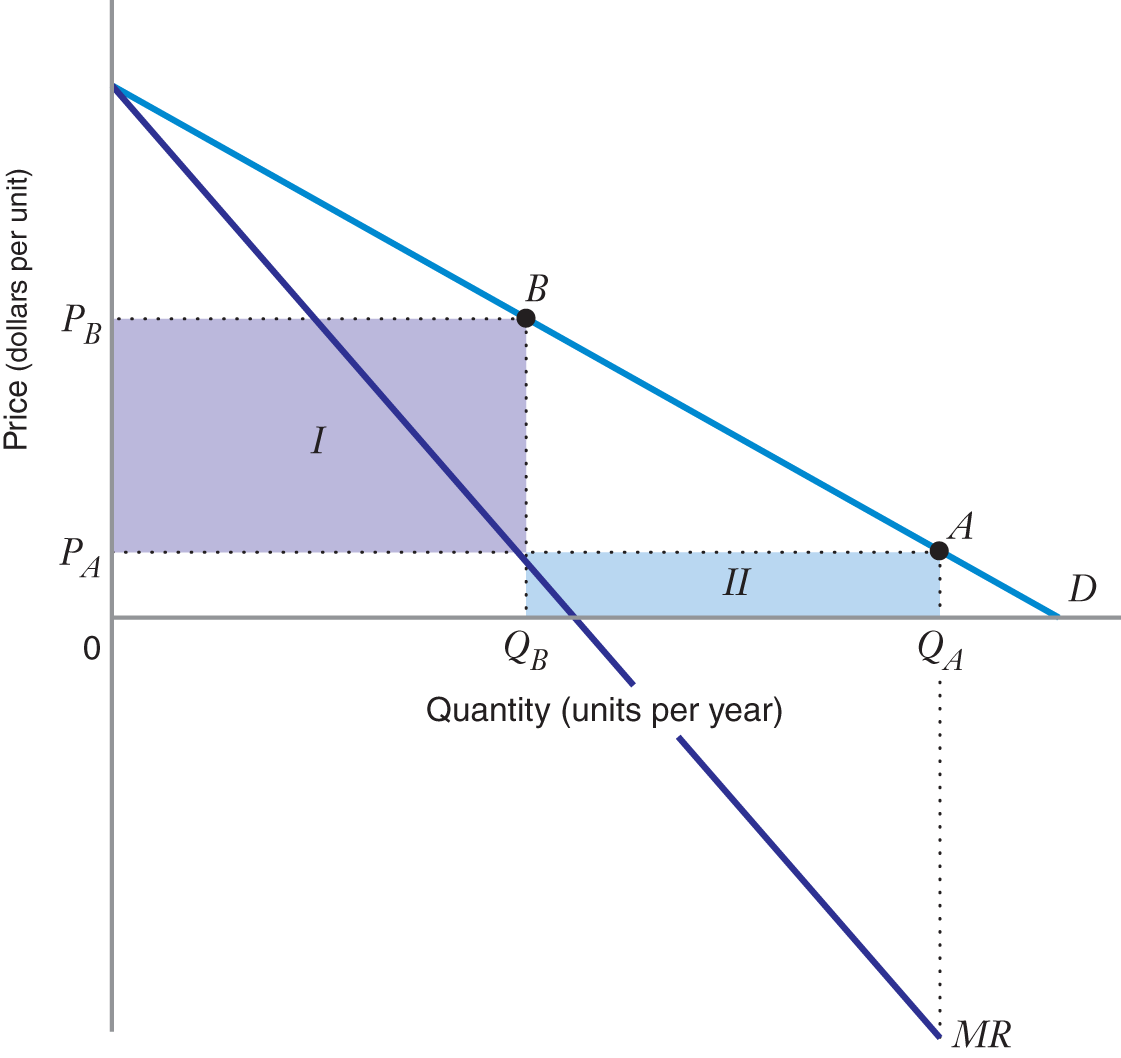 Price (dollars per unit)
B
P_B
I
A
P_A
II
D
0
Q_B
Q_A
Quantity (units per year)
MR